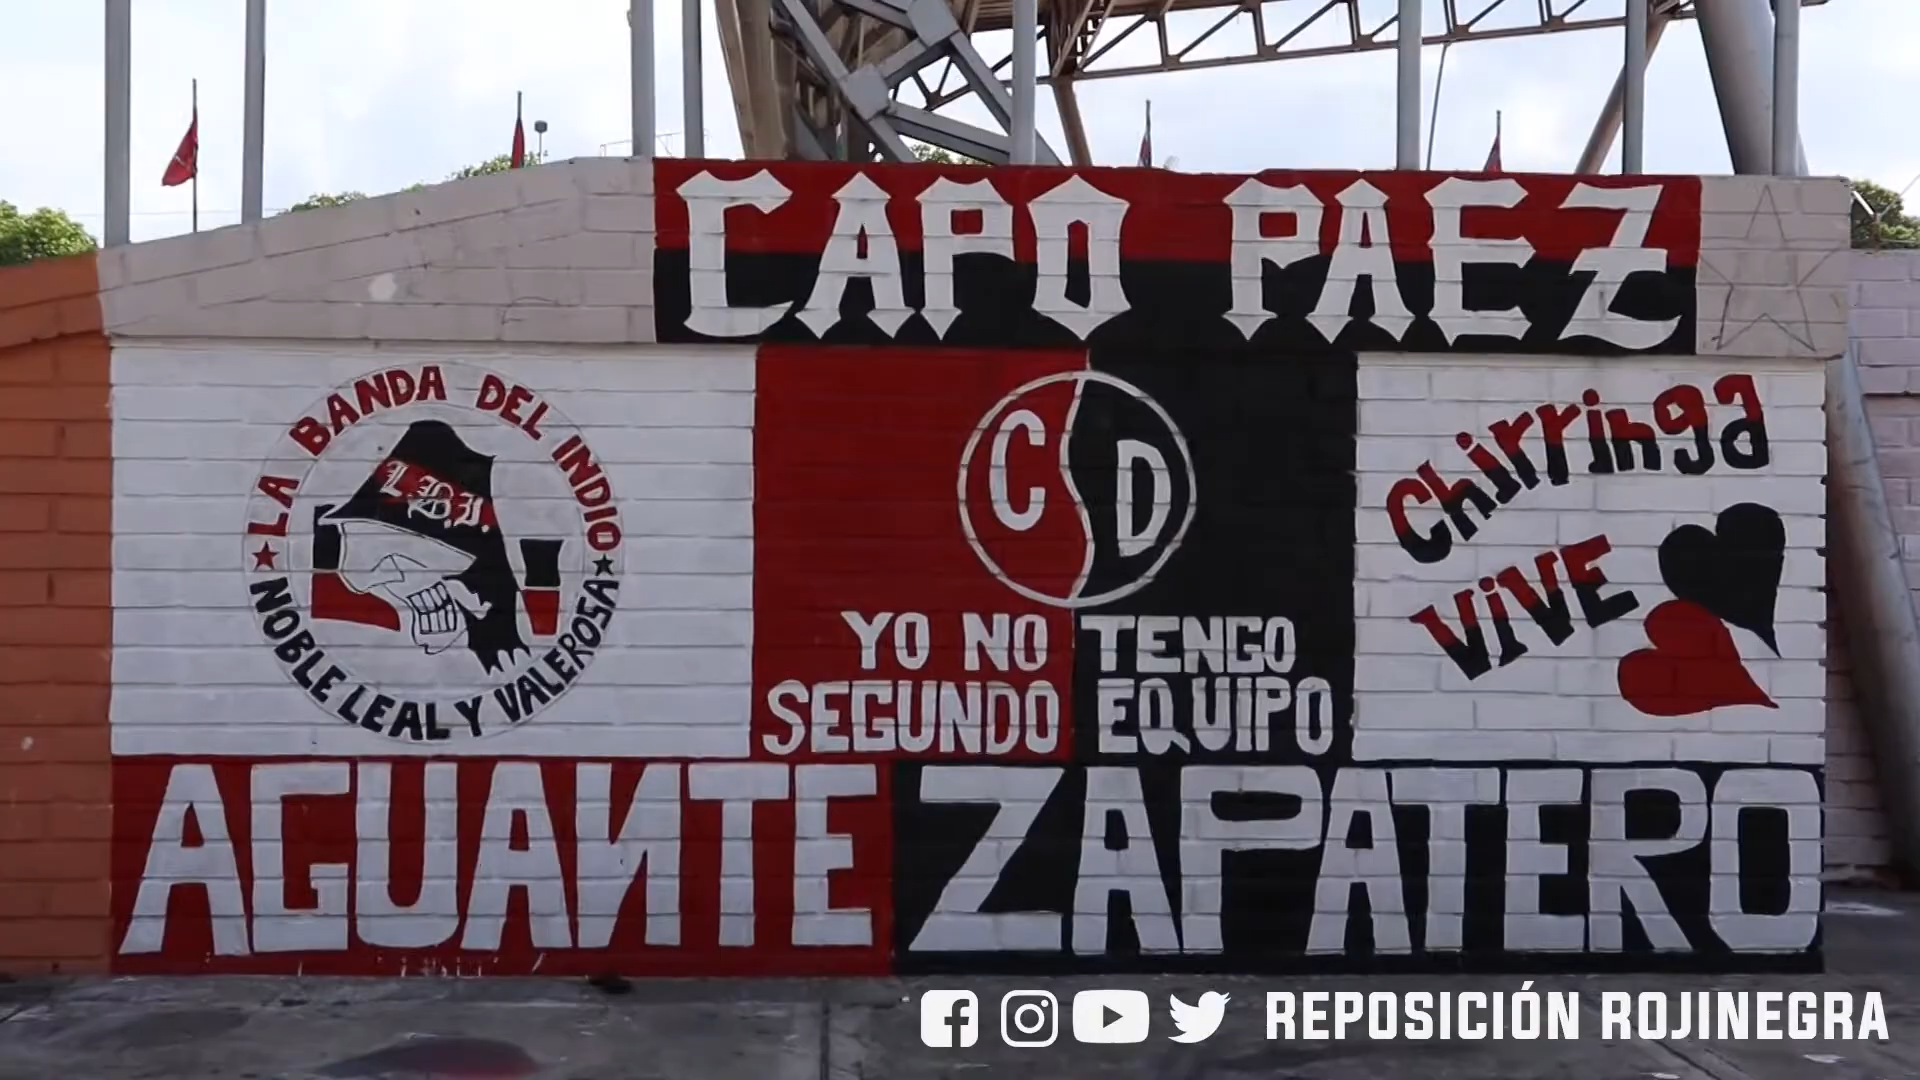 CAPO PAEZ
LA BANDA DEL INDIO
L.B.I.
NOBLE LEAL Y VALEROSA
CD
YO NO TENGO
SEGUNDO EQUIPO
Chirringa
ViVE
AGUANTE ZAPATERO
REPOSICIÓN ROJINEGRA